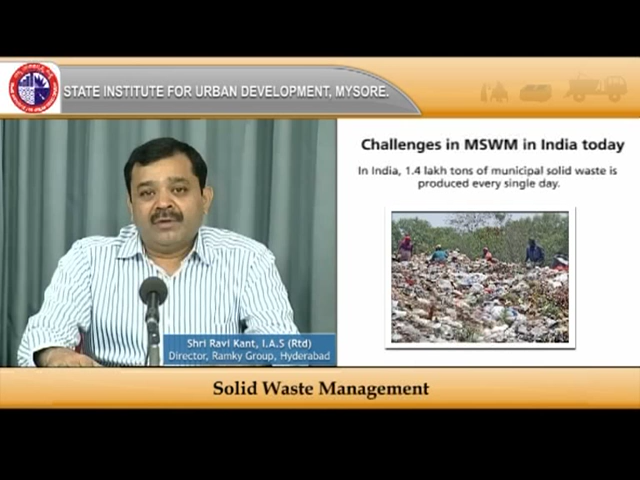 STATE INSTITUTE FOR URBAN DEVELOPMENT, MYSORE.
Challenges in MSWM in India today
In India, 1.4 lakh tons of municipal solid waste is
produced every single day.
Shri Ravi Kant, I.A.S (Rtd)
Director, Ramky Group, Hyderabad
Solid Waste Management